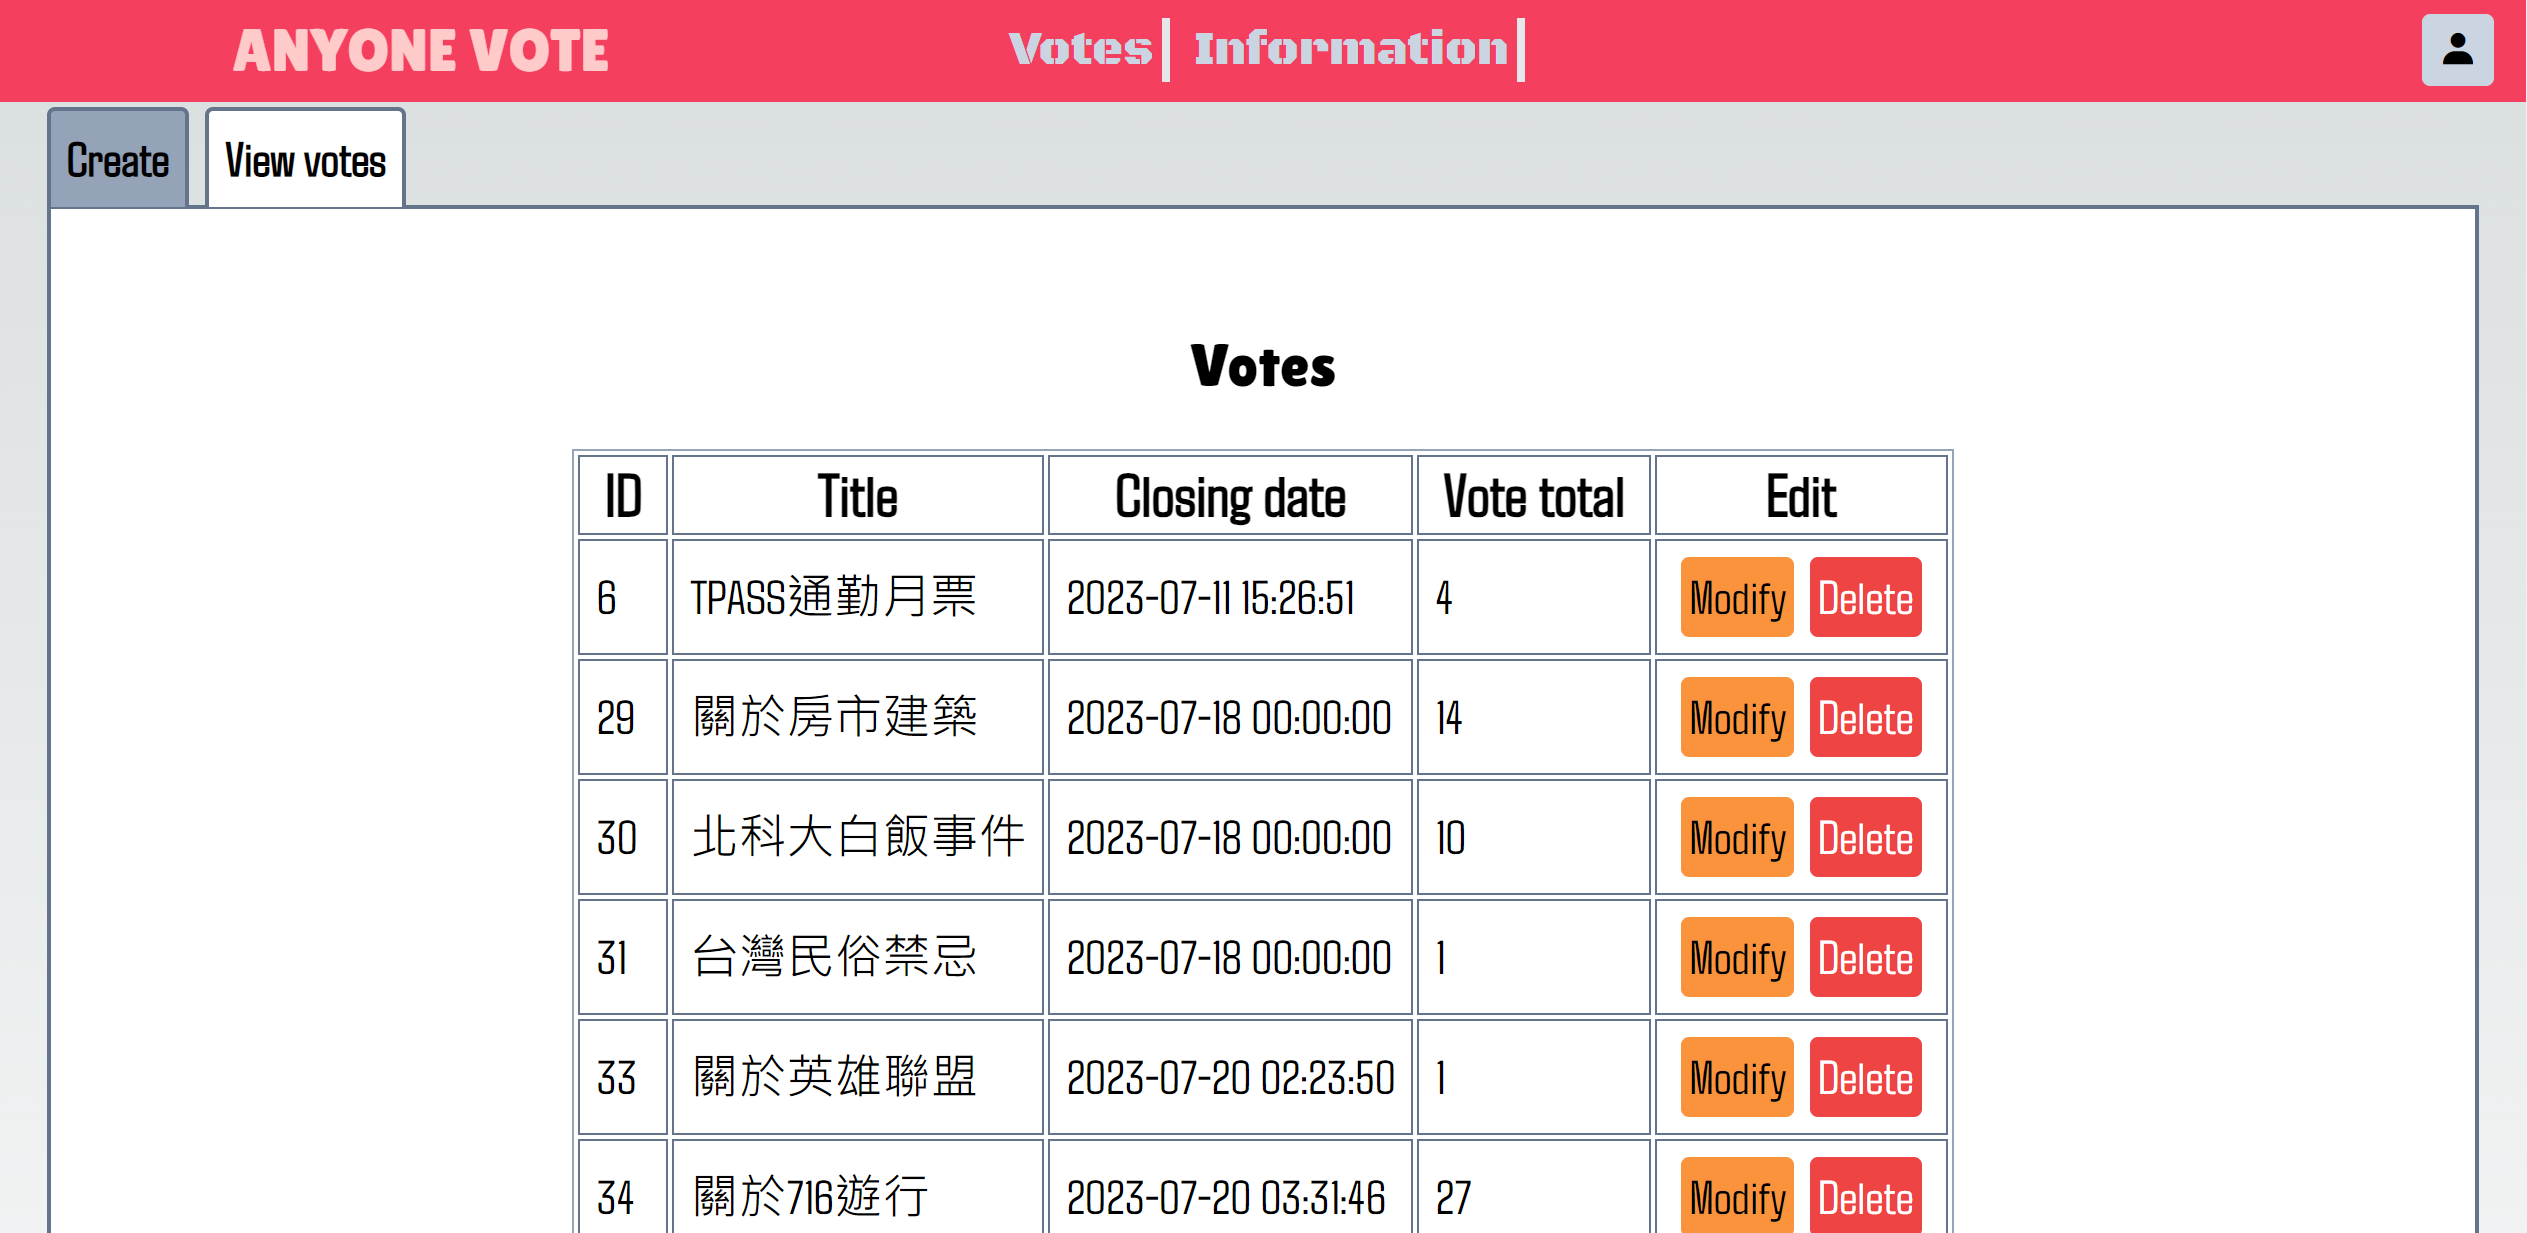 ANYONE VOTE Votes Information
Create View votes
Votes
ID Title Closing date Vote total Edit
6 TPASS通勤月票 2023-07-11 15:26:51 4 Modify Delete
29 關於房市建築 2023-07-18 00:00:00 14 Modify Delete
30 北科大白飯事件 2023-07-18 00:00:00 10 Modify Delete
31 台灣民俗禁忌 2023-07-18 00:00:00 1 Modify Delete
33 關於英雄聯盟 2023-07-20 02:23:50 1 Modify Delete
34 關於716遊行 2023-07-20 03:31:46 27 Modify Delete